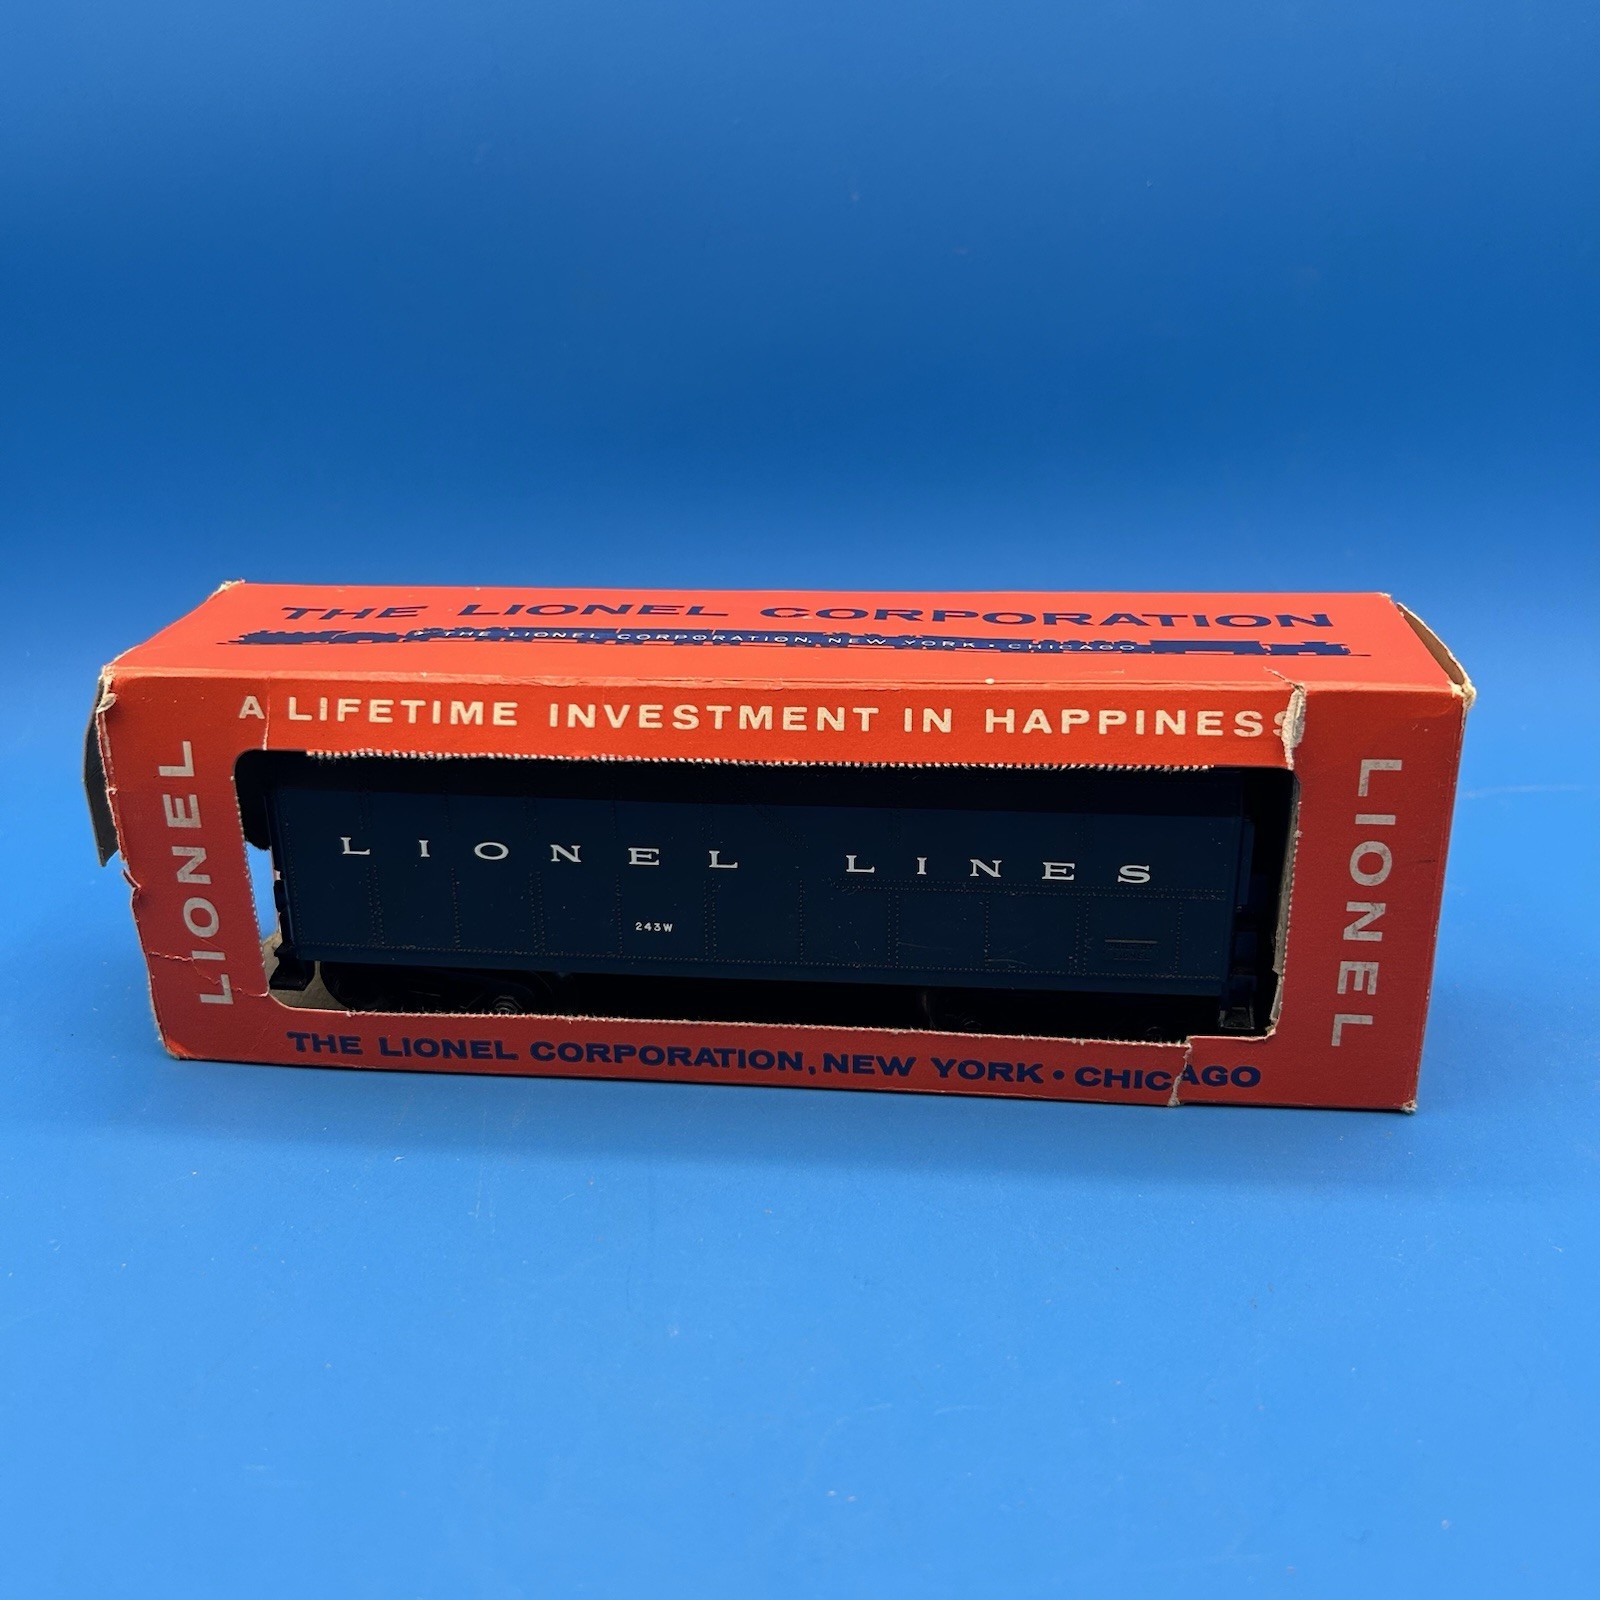 THE LIONEL CORPORATION
THE LIONEL CORPORATION, NEW YORK • CHICAGO
A LIFETIME INVESTMENT IN HAPPINESS
LIONEL
LIONEL LINES
243W
LIONEL
THE LIONEL CORPORATION, NEW YORK • CHICAGO